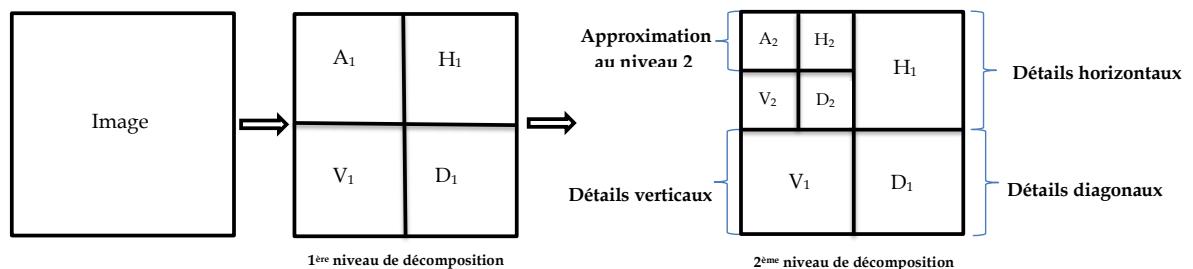 Image
A₁
H₁
V₁
D₁
1ère niveau de décomposition
Approximation
au niveau 2
A₂
H₂
V₂
D₂
H₁
Détails horizontaux
Détails verticaux
V₁
D₁
Détails diagonaux
2ème niveau de décomposition